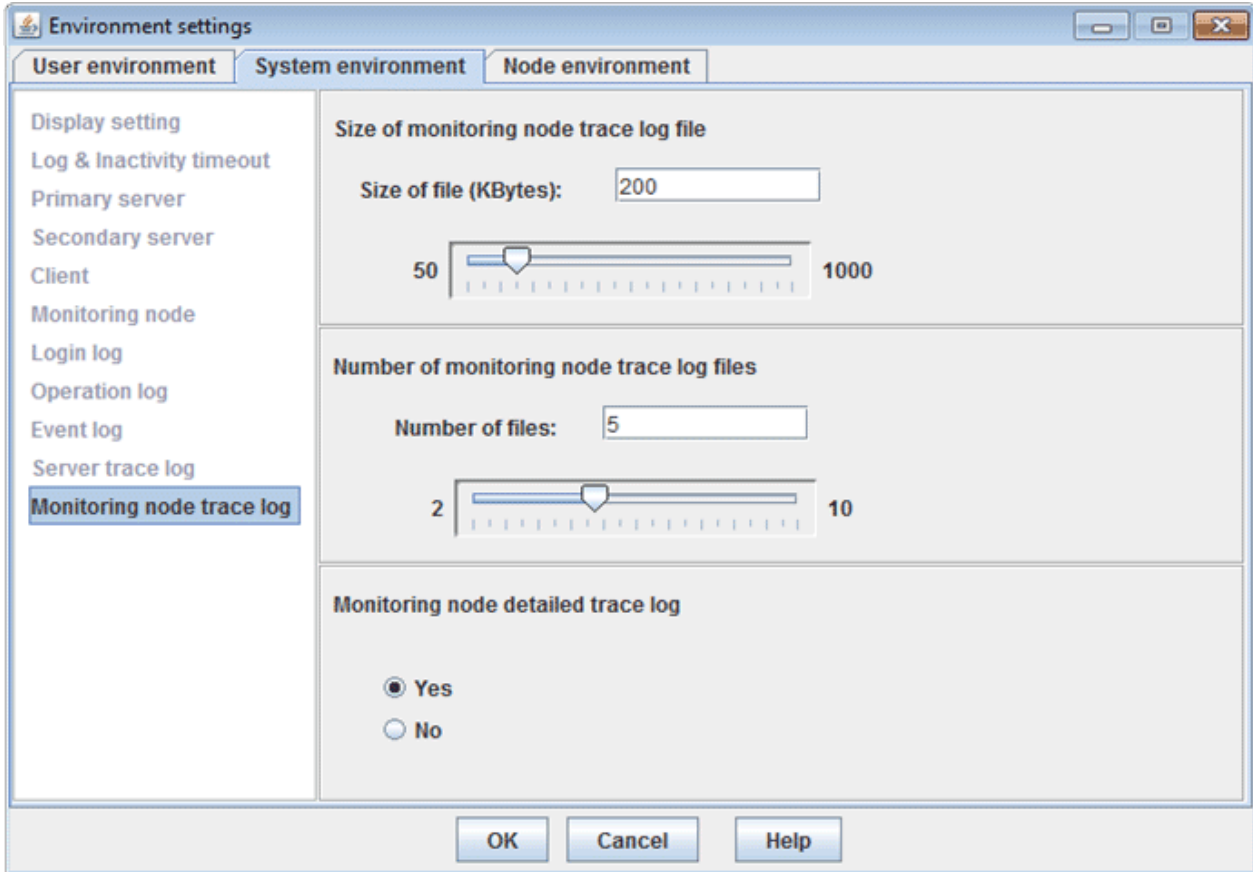 Environment settings
User environment
System environment
Node environment
Display setting
Log & Inactivity timeout
Primary server
Secondary server
Client
Monitoring node
Login log
Operation log
Event log
Server trace log
Monitoring node trace log
Size of monitoring node trace log file
Size of file (KBytes): 200
50 1000
Number of monitoring node trace log files
Number of files: 5
2 10
Monitoring node detailed trace log
Yes
No
OK Cancel Help